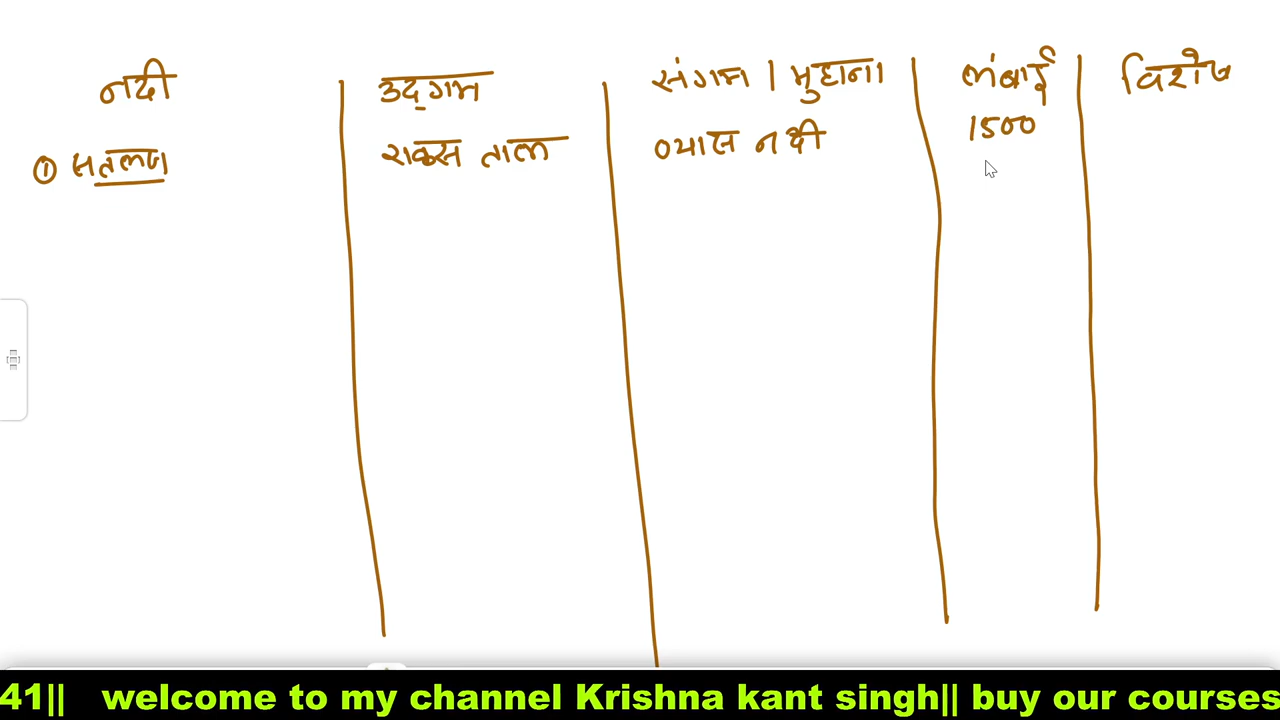 नदी उद्गम संगम | मुहाना लंबाई विशेष
① सतलज राकस ताल व्यास नदी 1500
41|| welcome to my channel Krishna kant singh|| buy our courses